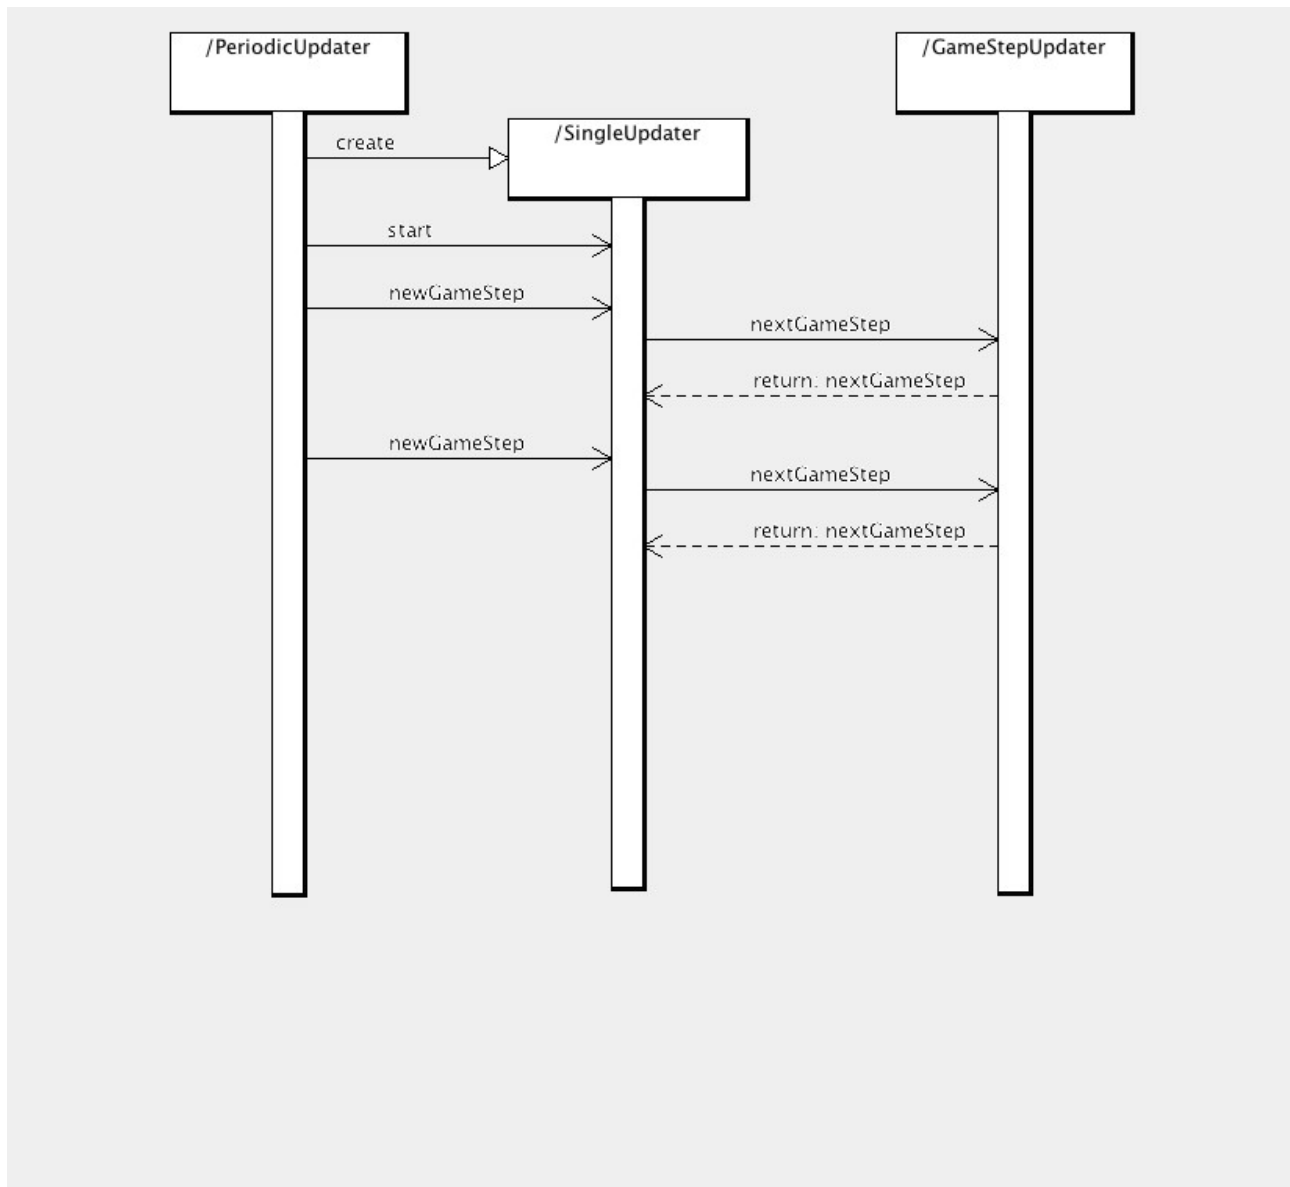 /PeriodicUpdater
/GameStepUpdater
/SingleUpdater
create
start
newGameStep
nextGameStep
return: nextGameStep
newGameStep
nextGameStep
return: nextGameStep